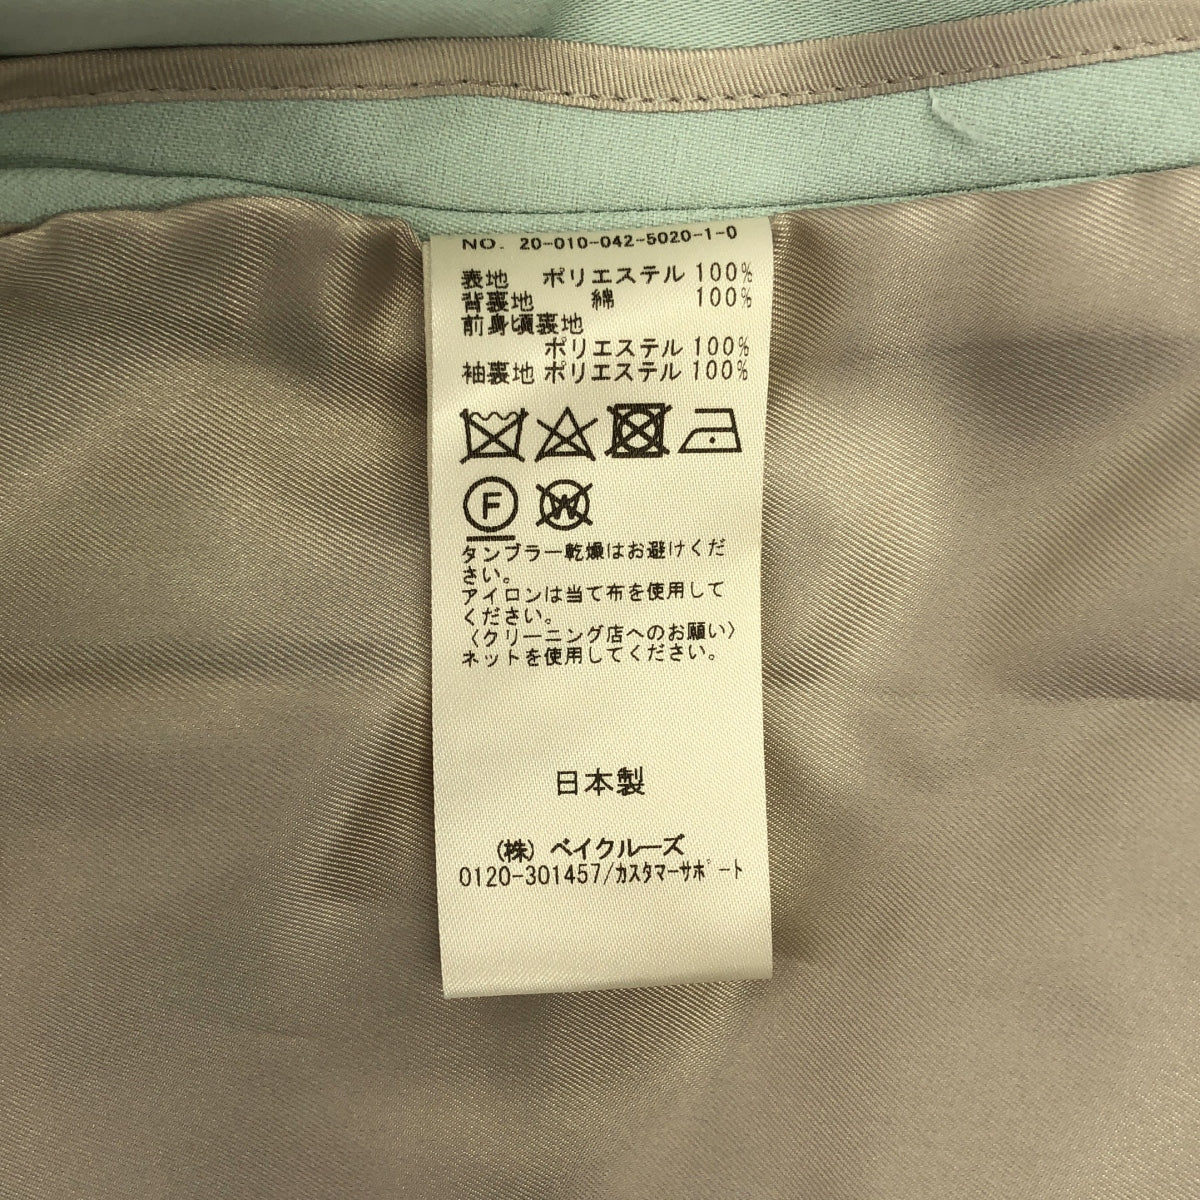 NO. 20-010-042-5020-1-0
表地 ポリエステル 100%
背裏地 綿 100%
前身頃裏地
ポリエステル 100%
袖裏地 ポリエステル 100%
F W
タンブラー乾燥はお避けくだ
さい。
アイロンは当て布を使用して
ください。
〈クリーニング店へのお願い〉
ネットを使用してください。
日本製
(株) ベイクルーズ
0120-301457/カスタマーサポート